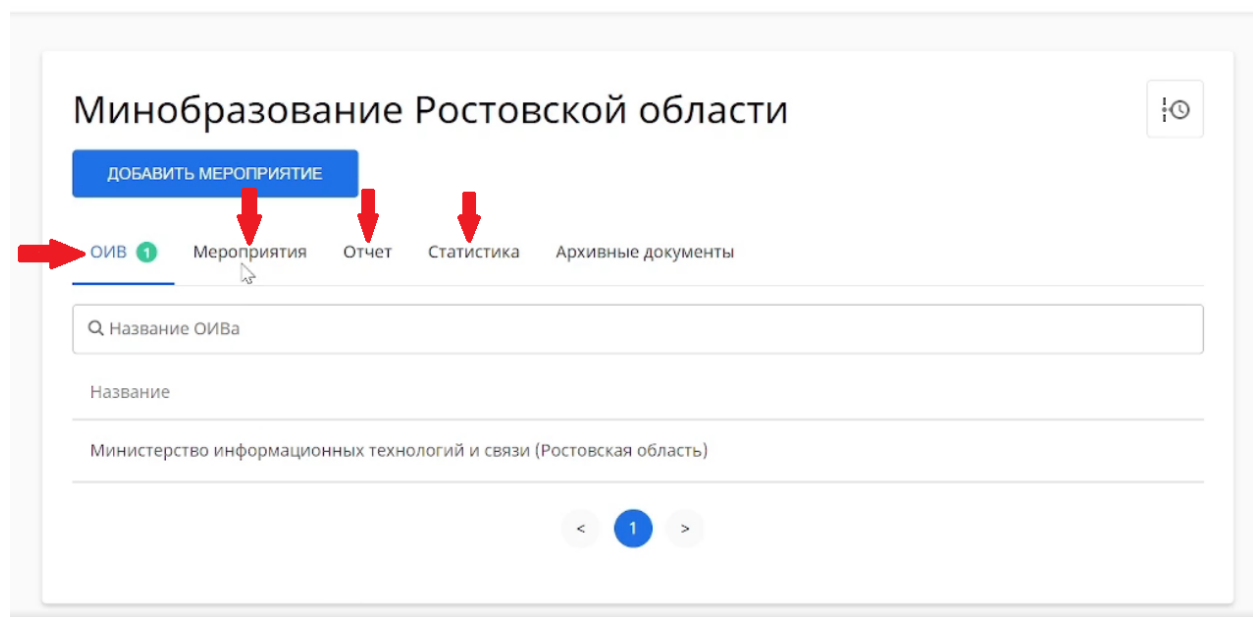 Минобразование Ростовской области
ДОБАВИТЬ МЕРОПРИЯТИЕ
ОИВ 1 Мероприятия Отчет Статистика Архивные документы
Название ОИВа
Название
Министерство информационных технологий и связи (Ростовская область)
< 1 >